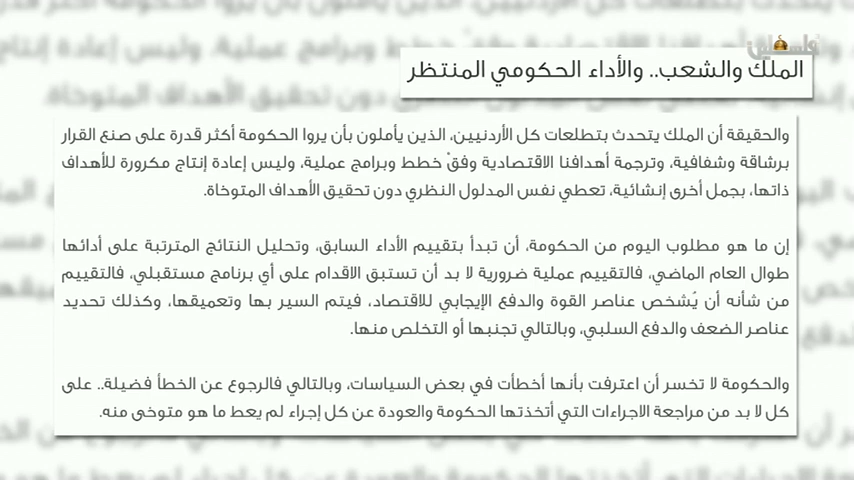 فلسطين
الملك والشعب.. والأداء الحكومي المنتظر
والحقيقة أن الملك يتحدث بتطلعات كل الأردنيين، الذين يأملون بأن يروا الحكومة أكثر قدرة على صنع القرار
برشاقة وشفافية، وترجمة أهدافنا الاقتصادية وفقْ خطط وبرامج عملية، وليس إعادة إنتاج مكرورة للأهداف
ذاتها، بجمل أخرى إنشائية، تعطي نفس المدلول النظري دون تحقيق الأهداف المتوخاة.
إن ما هو مطلوب اليوم من الحكومة، أن تبدأ بتقييم الأداء السابق، وتحليل النتائج المترتبة على أدائها
طوال العام الماضي، فالتقييم عملية ضرورية لا بد أن تستبق الاقدام على أي برنامج مستقبلي، فالتقييم
من شأنه أن يُشخص عناصر القوة والدفع الإيجابي للاقتصاد، فيتم السير بها وتعميقها، وكذلك تحديد
عناصر الضعف والدفع السلبي، وبالتالي تجنبها أو التخلص منها.
والحكومة لا تخسر أن اعترفت بأنها أخطأت في بعض السياسات، وبالتالي فالرجوع عن الخطأ فضيلة.. على
كل لا بد من مراجعة الاجراءات التي أتخذتها الحكومة والعودة عن كل إجراء لم يعط ما هو متوخى منه.